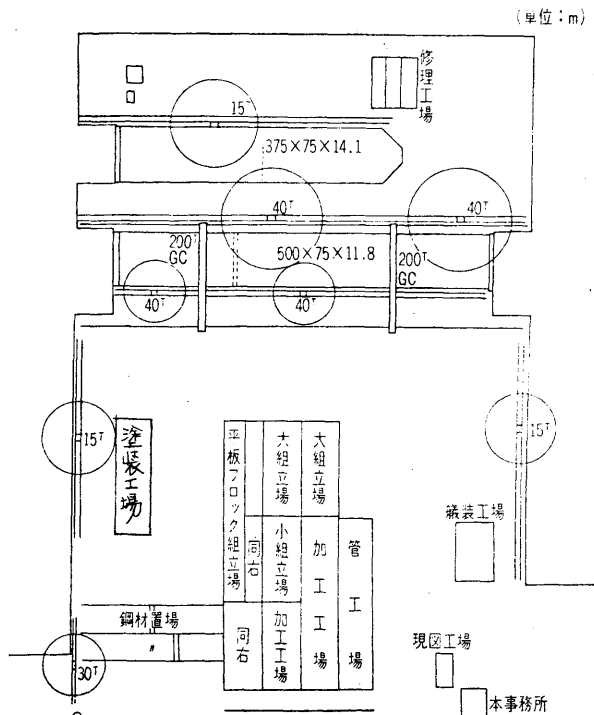 (単位：m)
修理工場
15T
375×75×14.1
40T
40T
200T
GC
500×75×11.8
200T
GC
40T
40T
15T
塗装工場
平板ブロック組立場
同右
大組立場
小組立場
大組立場
加工工場
管工場
同右
加工工場
15T
艤装工場
鋼材置場
〃
30T
現図工場
本事務所